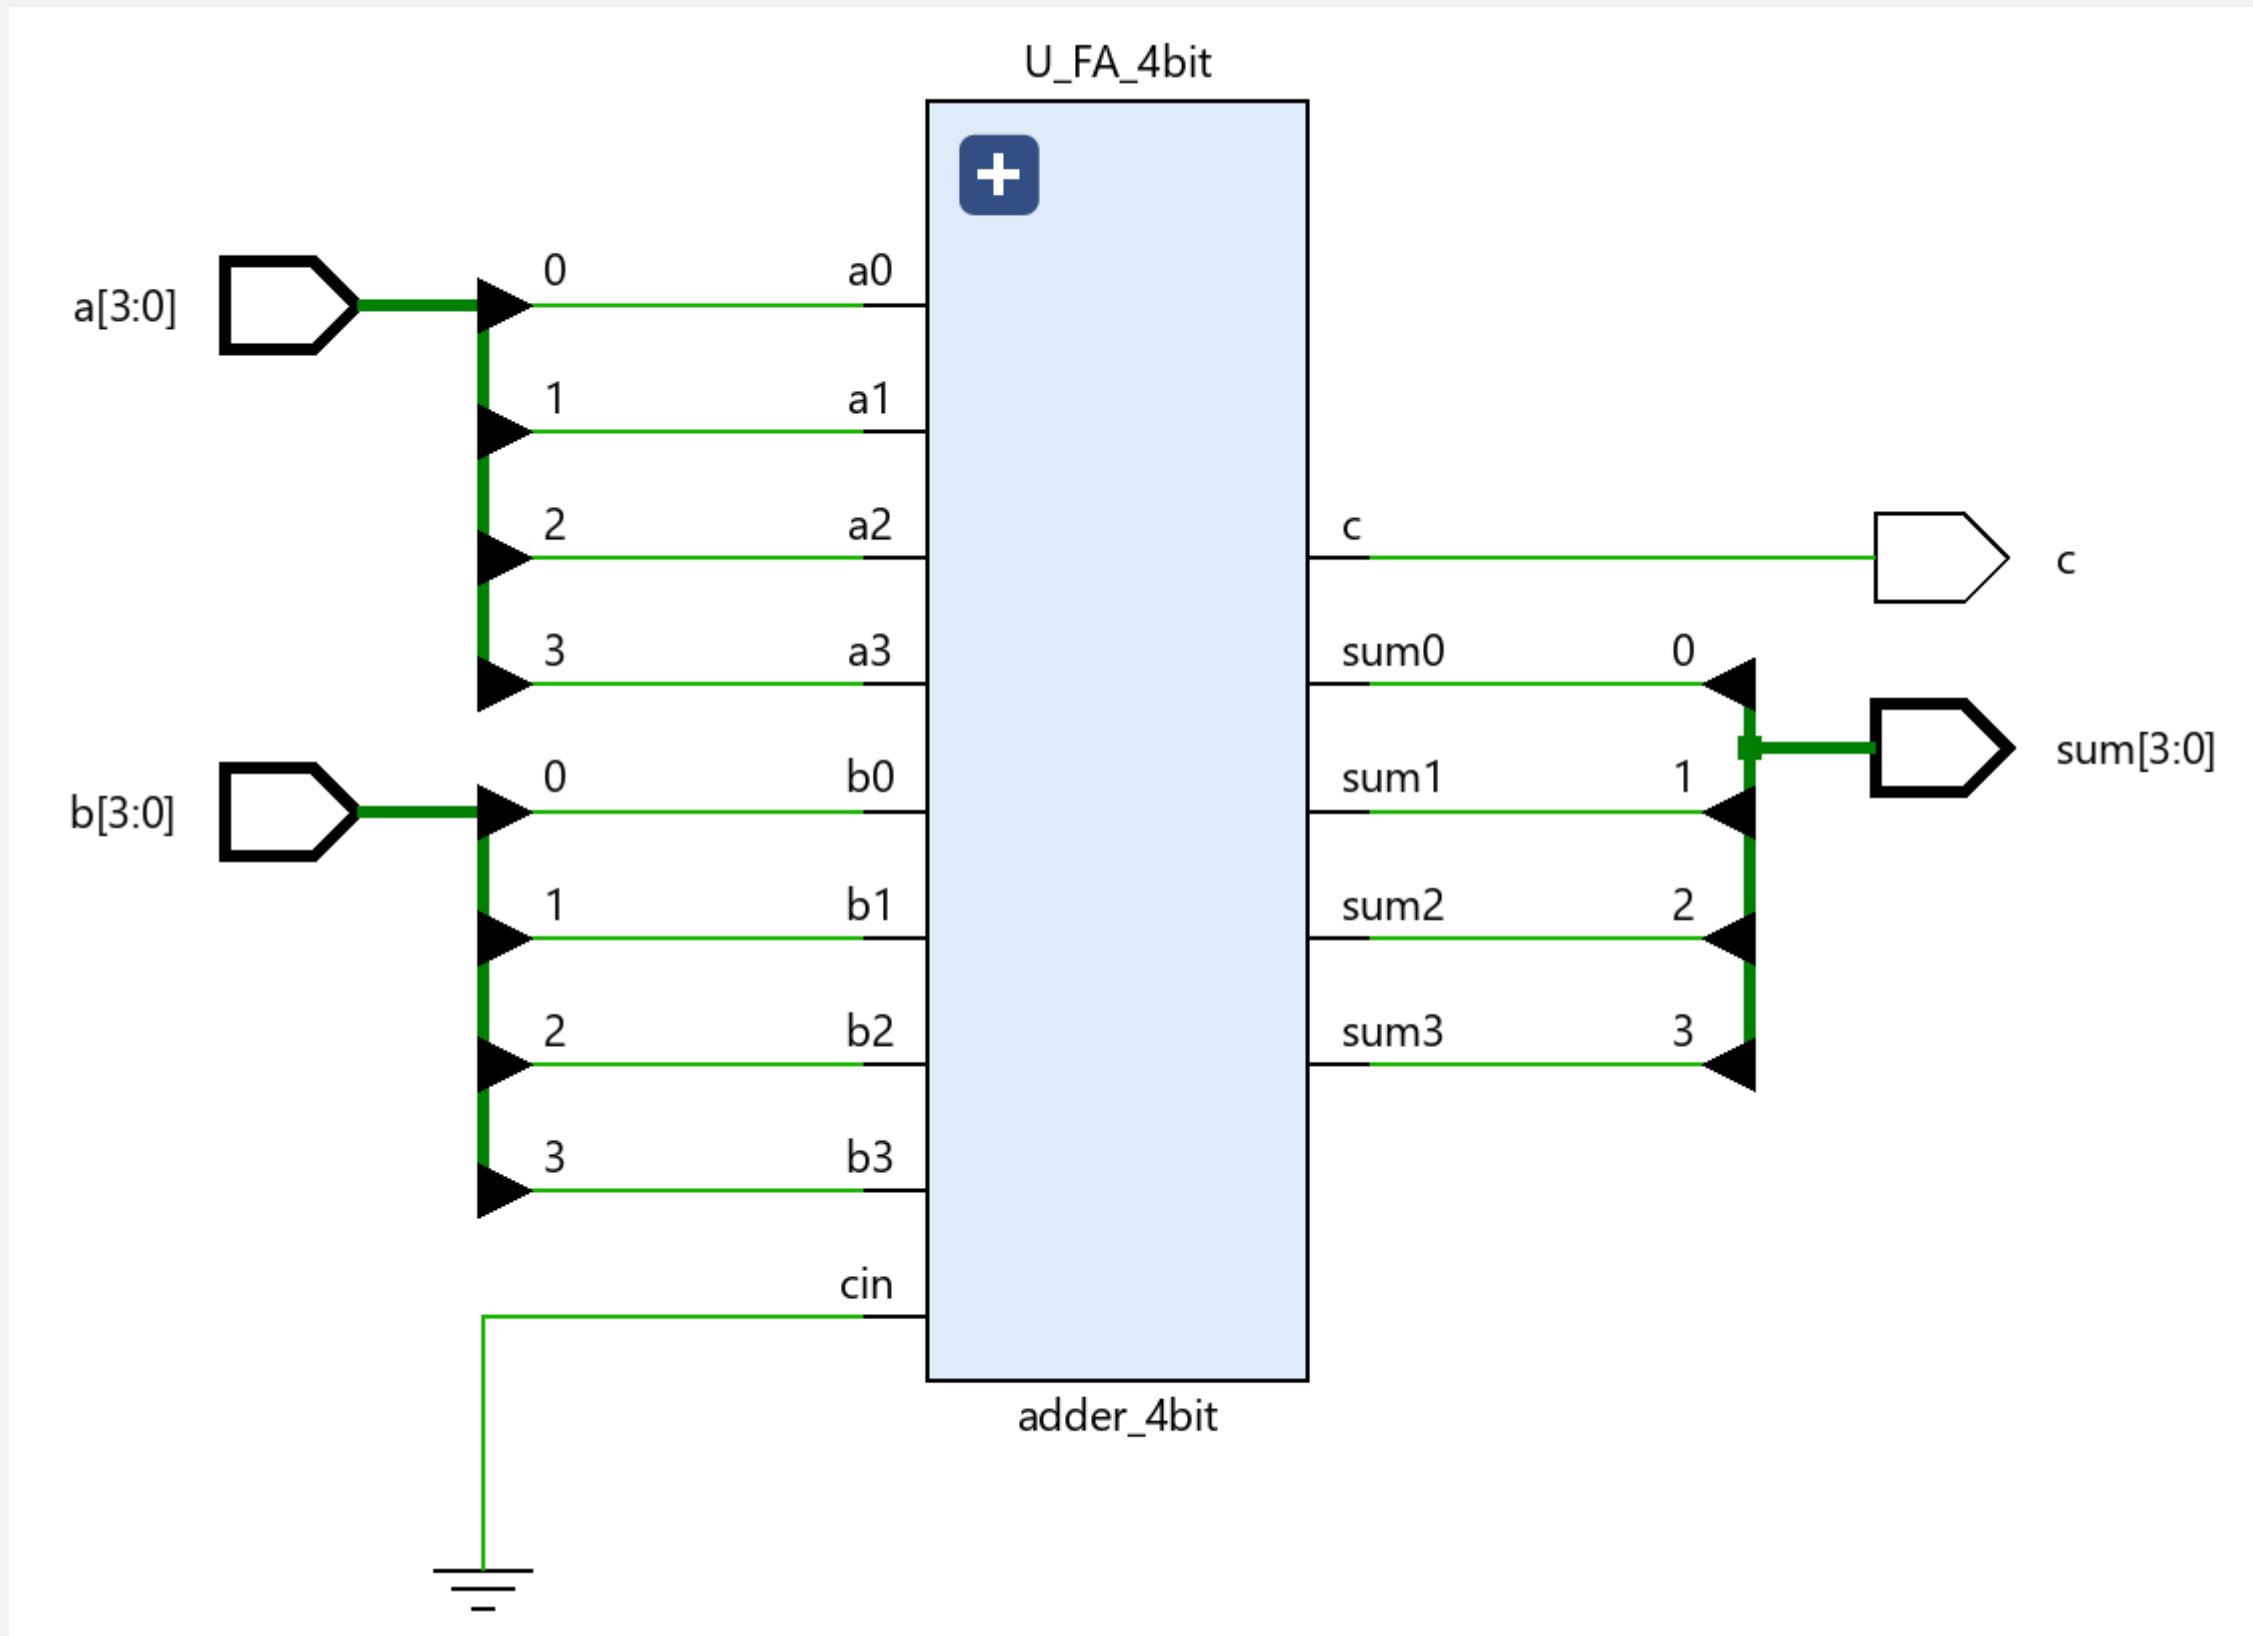 U_FA_4bit
a[3:0]
0
a0
1
a1
2
a2
3
a3
b[3:0]
0
b0
1
b1
2
b2
3
b3
cin
c
c
sum0
0
sum1
1
sum2
2
sum3
3
sum[3:0]
adder_4bit